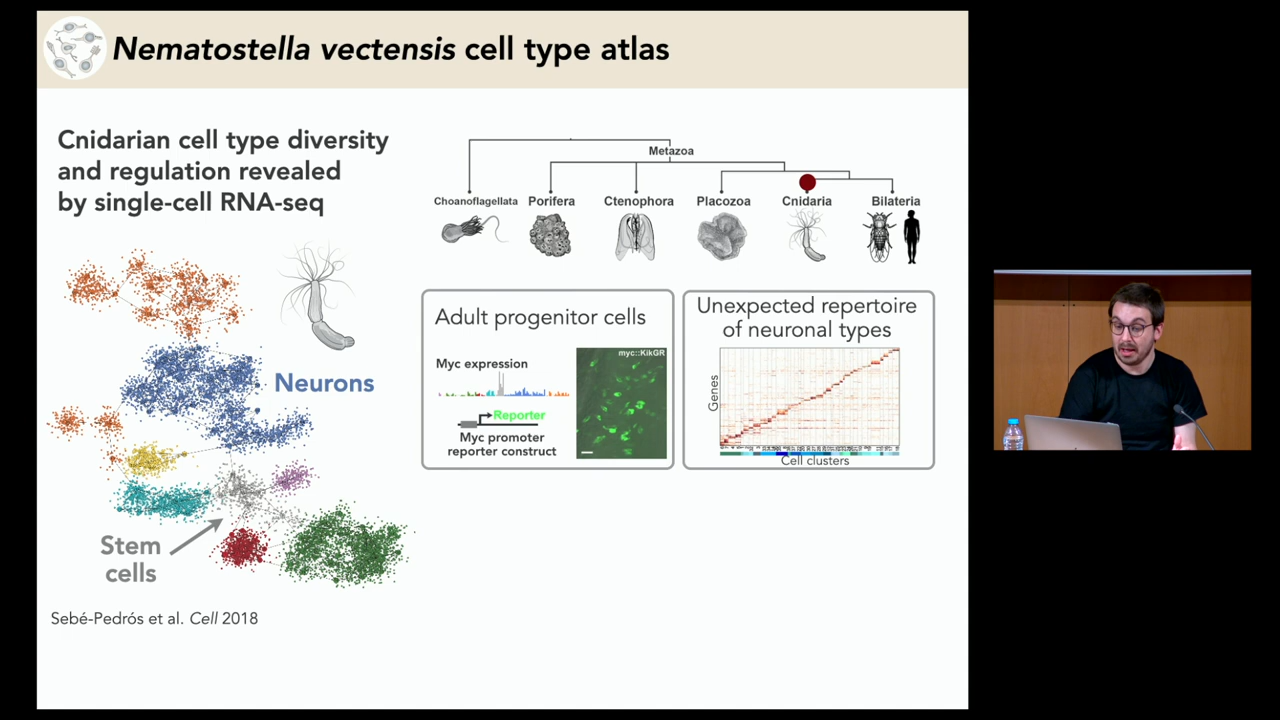 Nematostella vectensis cell type atlas
Cnidarian cell type diversity
and regulation revealed
by single-cell RNA-seq
Metazoa
Choanoflagellata
Porifera
Ctenophora
Placozoa
Cnidaria
Bilateria
Neurons
Stem
cells
Adult progenitor cells
Myc expression
myc::KikGR
Reporter
Myc promoter
reporter construct
Unexpected repertoire
of neuronal types
Genes
Cell clusters
Sebé-Pedrós et al. Cell 2018